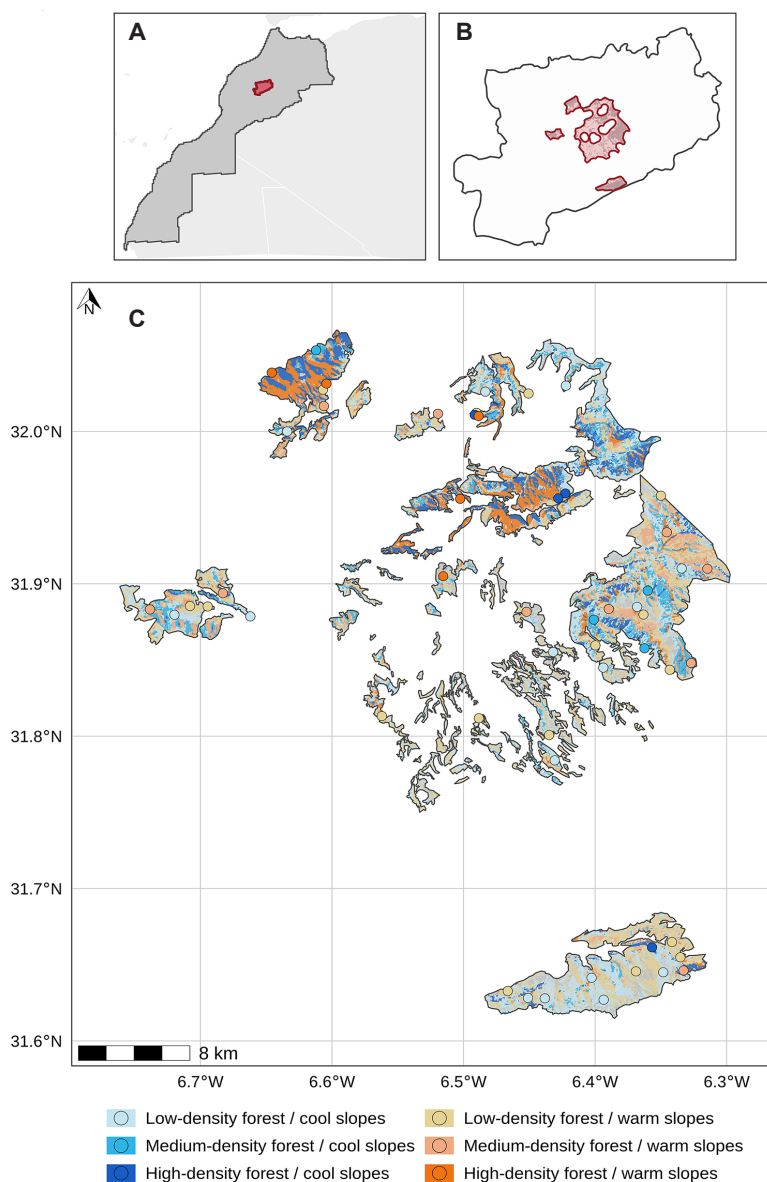 A
B
C
N
32.0°N
31.9°N
31.8°N
31.7°N
31.6°N
8 km
6.7°W 6.6°W 6.5°W 6.4°W 6.3°W
Low-density forest / cool slopes Low-density forest / warm slopes
Medium-density forest / cool slopes Medium-density forest / warm slopes
High-density forest / cool slopes High-density forest / warm slopes